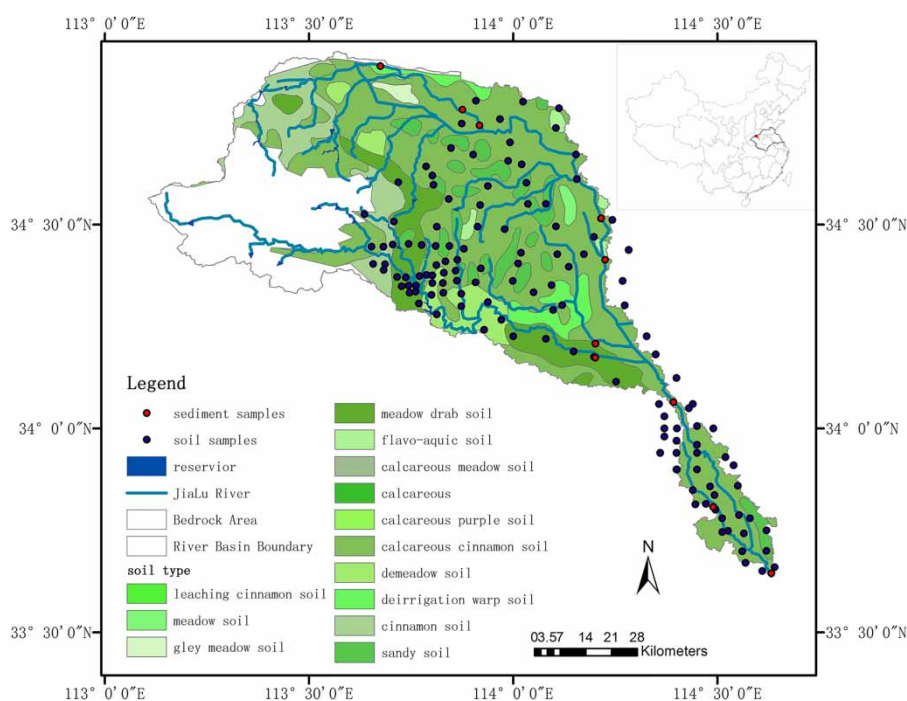 113° 0'0"E 113° 30'0"E 114° 0'0"E 114° 30'0"E
34° 30'0"N 34° 30'0"N
34° 0'0"N 34° 0'0"N
33° 30'0"N 33° 30'0"N
Legend
sediment samples
soil samples
reservior
JiaLu River
Bedrock Area
River Basin Boundary
soil type
leaching cinnamon soil
meadow soil
gley meadow soil
meadow drab soil
flavo-aquic soil
calcareous meadow soil
calcareous
calcareous purple soil
calcareous cinnamon soil
demeadow soil
deirrigation warp soil
cinnamon soil
sandy soil
N
03.57 14 21 28
Kilometers
113° 0'0"E 113° 30'0"E 114° 0'0"E 114° 30'0"E